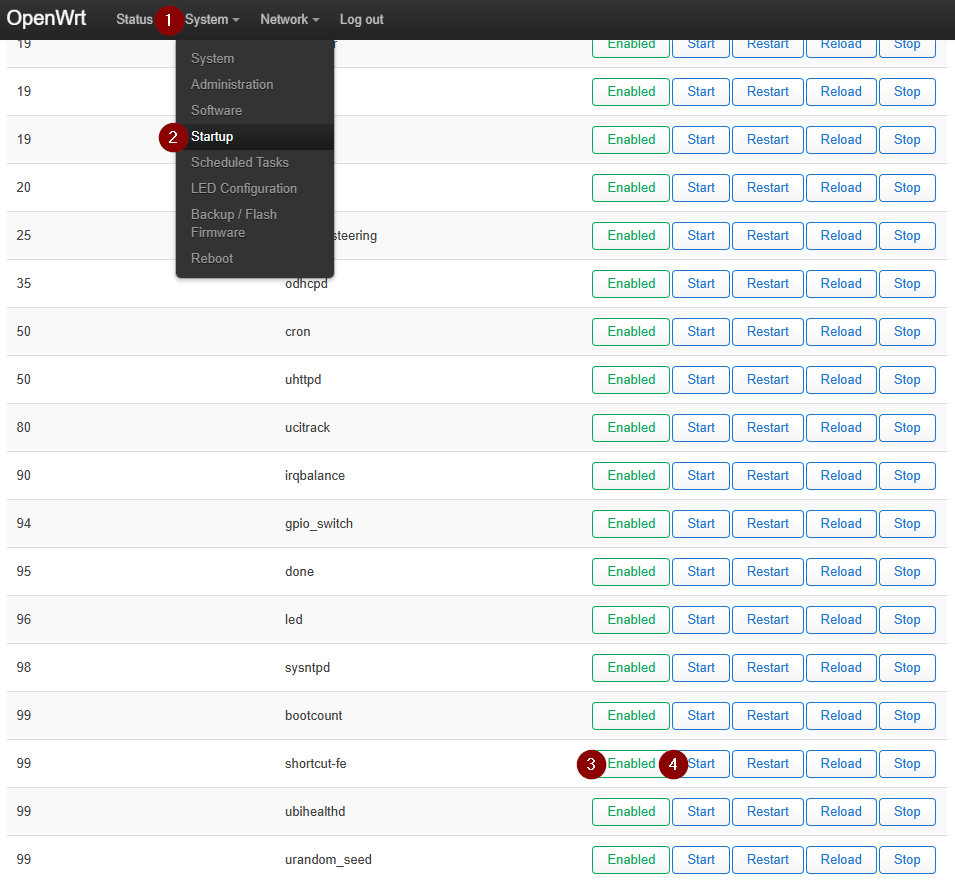 OpenWrt Status 1 System Network Log out
19 Enabled Start Restart Reload Stop
System
19 Enabled Start Restart Reload Stop
Administration
Software
19 Enabled Start Restart Reload Stop
2 Startup
Scheduled Tasks
20 Enabled Start Restart Reload Stop
LED Configuration
Backup / Flash
Firmware
25 steering Enabled Start Restart Reload Stop
Reboot
35 odhcpd Enabled Start Restart Reload Stop
50 cron Enabled Start Restart Reload Stop
50 uhttpd Enabled Start Restart Reload Stop
80 ucitrack Enabled Start Restart Reload Stop
90 irqbalance Enabled Start Restart Reload Stop
94 gpio_switch Enabled Start Restart Reload Stop
95 done Enabled Start Restart Reload Stop
96 led Enabled Start Restart Reload Stop
98 sysntpd Enabled Start Restart Reload Stop
99 bootcount Enabled Start Restart Reload Stop
99 shortcut-fe 3 Enabled 4 Start Restart Reload Stop
99 ubihealthd Enabled Start Restart Reload Stop
99 urandom_seed Enabled Start Restart Reload Stop